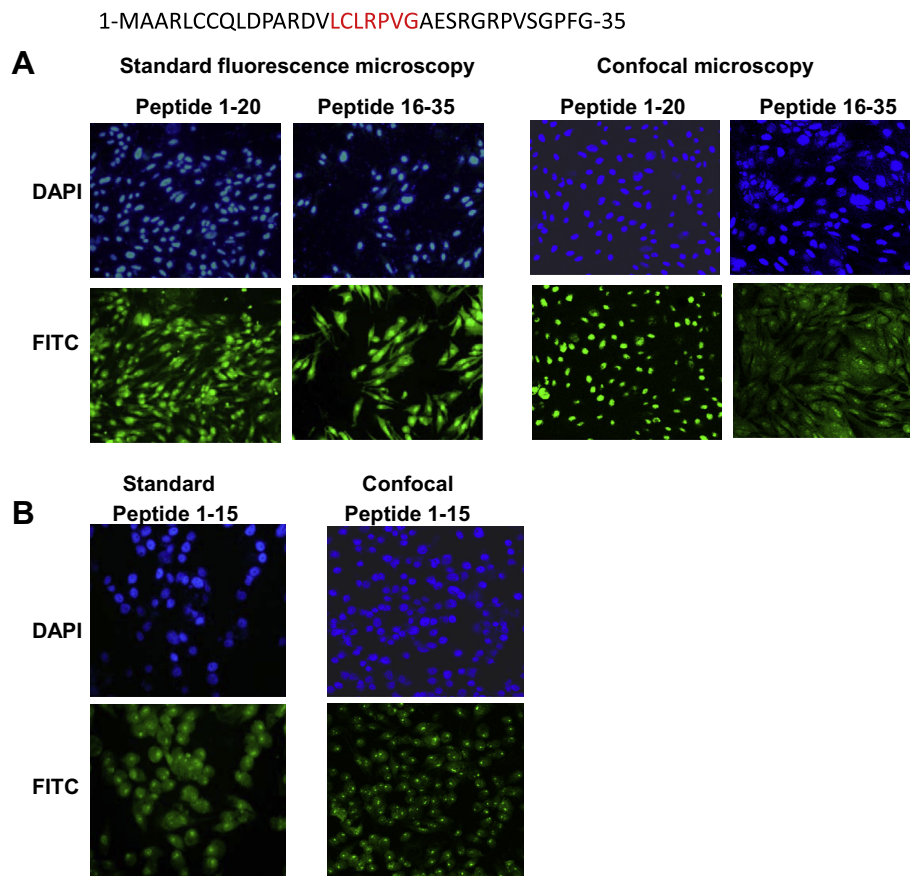 1-MAARLCCQLDPARDVLCLRPVGAESRGRPVSGPFG-35
A
Standard fluorescence microscopy
Confocal microscopy
Peptide 1-20
Peptide 16-35
Peptide 1-20
Peptide 16-35
DAPI
FITC
B
Standard
Confocal
Peptide 1-15
Peptide 1-15
DAPI
FITC